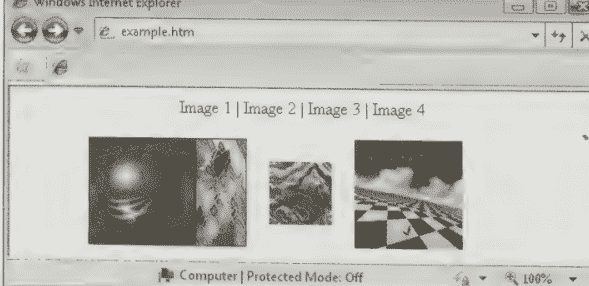 Windows Internet Explorer
example.htm
Image 1 | Image 2 | Image 3 | Image 4
Computer | Protected Mode: Off
100%